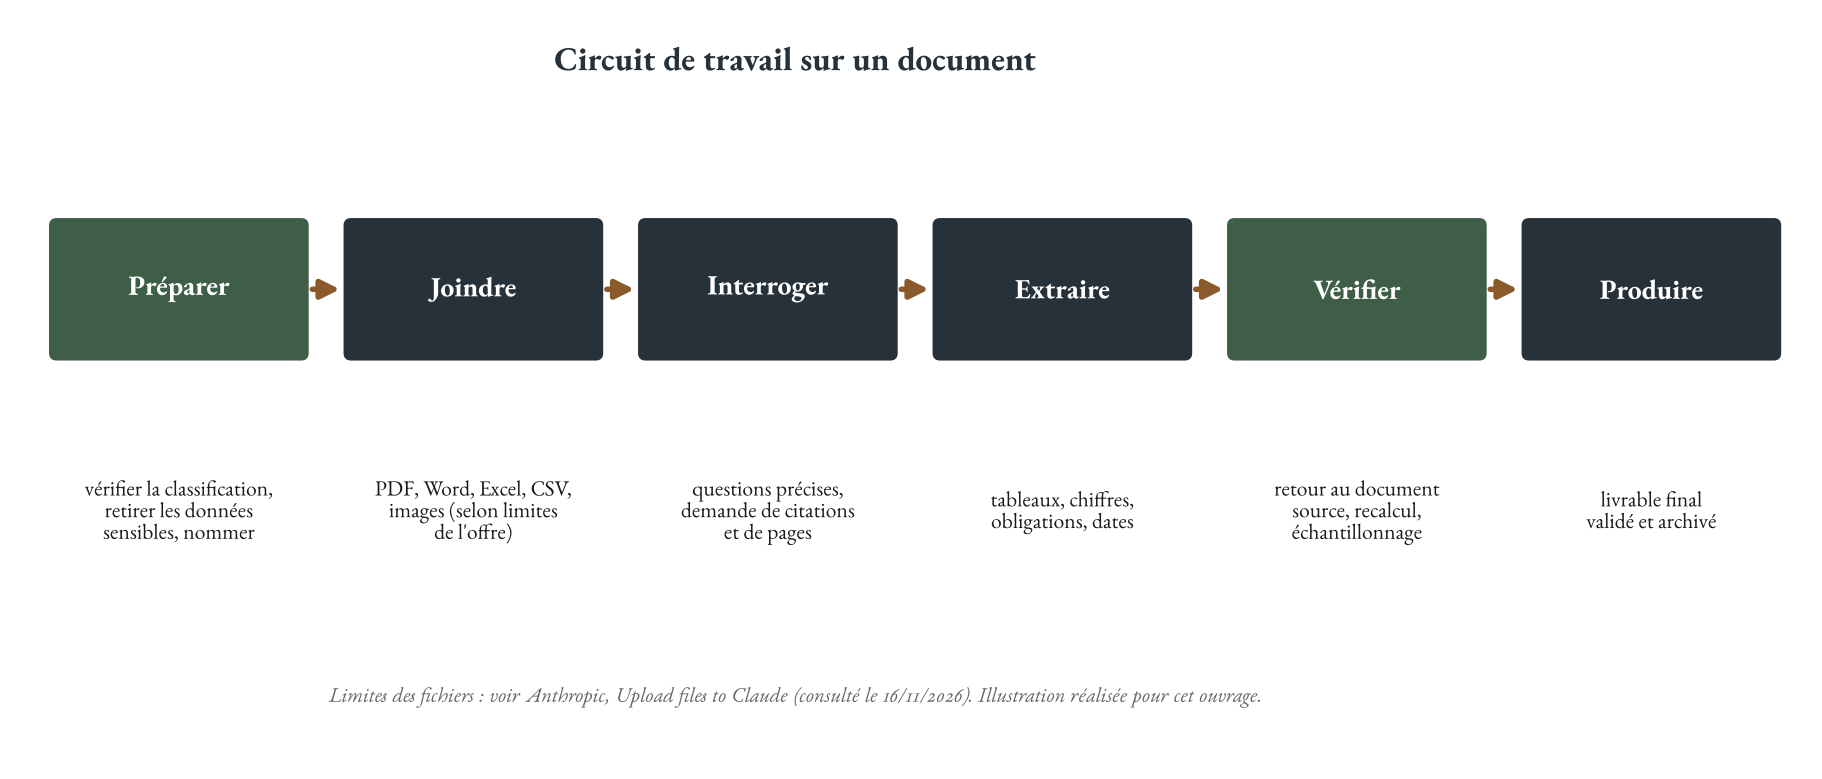 Circuit de travail sur un document
Préparer
Joindre
Interroger
Extraire
Vérifier
Produire
vérifier la classification,
retirer les données
sensibles, nommer
PDF, Word, Excel, CSV,
images (selon limites
de l'offre)
questions précises,
demande de citations
et de pages
tableaux, chiffres,
obligations, dates
retour au document
source, recalcul,
échantillonnage
livrable final
validé et archivé
Limites des fichiers : voir Anthropic, Upload files to Claude (consulté le 16/11/2026). Illustration réalisée pour cet ouvrage.